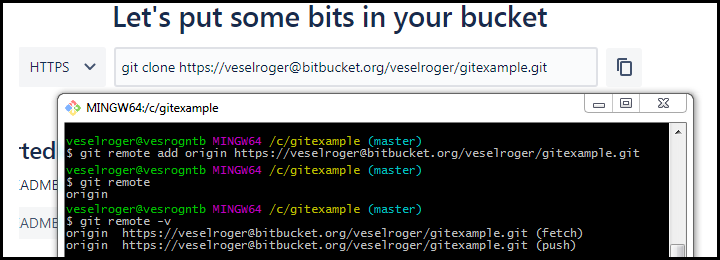 Let's put some bits in your bucket
HTTPS
git clone https://veselroger@bitbucket.org/veselroger/gitexample.git
MINGW64:/c/gitexample
veselroger@vesrogntb MINGW64 /c/gitexample (master)
$ git remote add origin https://veselroger@bitbucket.org/veselroger/gitexample.git
veselroger@vesrogntb MINGW64 /c/gitexample (master)
$ git remote
origin
veselroger@vesrogntb MINGW64 /c/gitexample (master)
$ git remote -v
origin  https://veselroger@bitbucket.org/veselroger/gitexample.git (fetch)
origin  https://veselroger@bitbucket.org/veselroger/gitexample.git (push)
ted
ADME
ADME